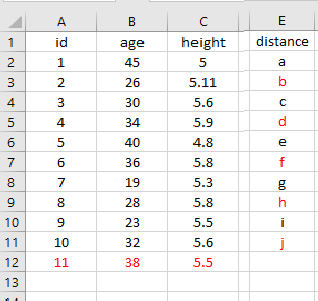 A B C E
1 id age height distance
2 1 45 5 a
3 2 26 5.11 b
4 3 30 5.6 c
5 4 34 5.9 d
6 5 40 4.8 e
7 6 36 5.8 f
8 7 19 5.3 g
9 8 28 5.8 h
10 9 23 5.5 i
11 10 32 5.6 j
12 11 38 5.5
13